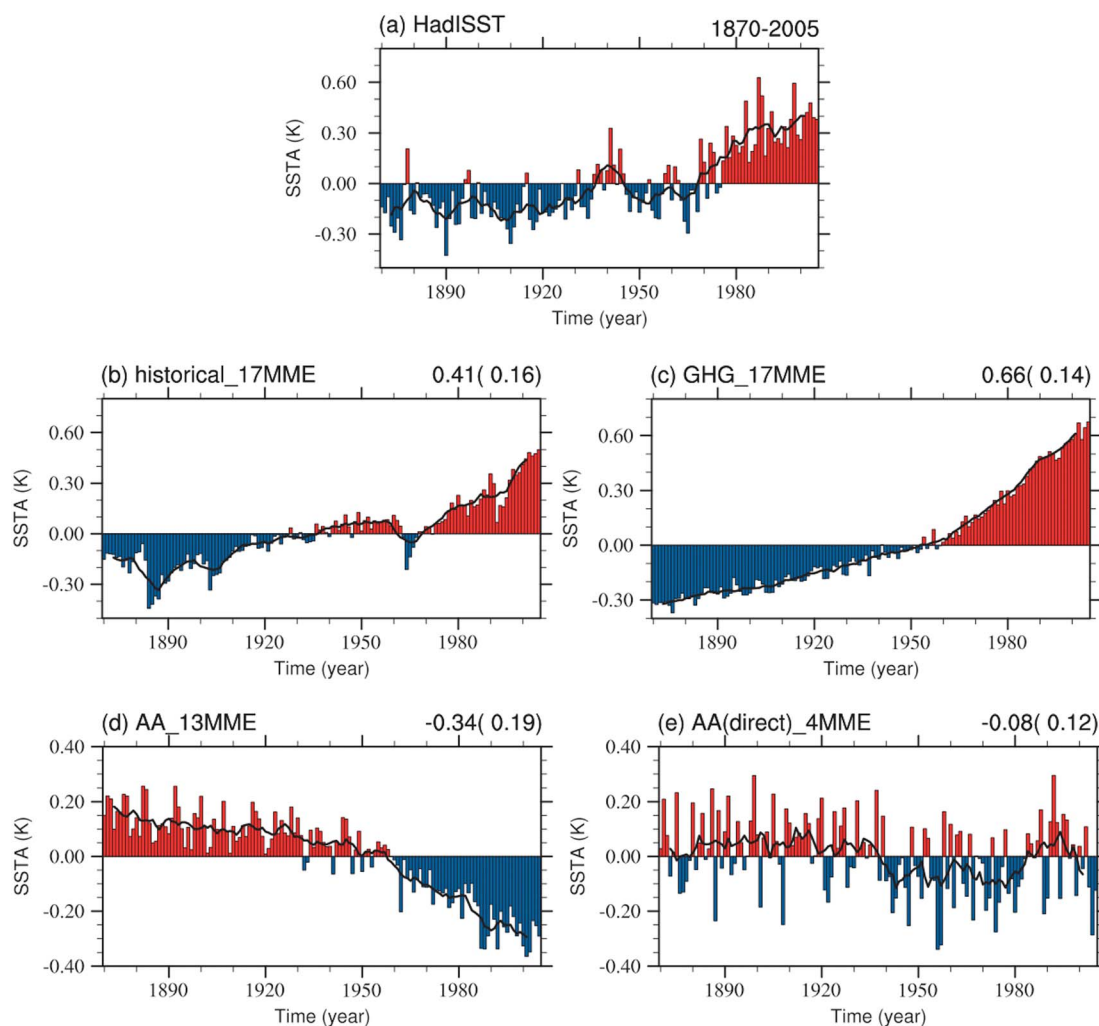 (a) HadISST 1870-2005
0.60
0.30
0.00
-0.30
SSTA (K)
1890 1920 1950 1980
Time (year)
(b) historical_17MME 0.41( 0.16)
0.60
0.30
0.00
-0.30
SSTA (K)
1890 1920 1950 1980
Time (year)
(c) GHG_17MME 0.66( 0.14)
0.60
0.30
0.00
-0.30
SSTA (K)
1890 1920 1950 1980
Time (year)
(d) AA_13MME -0.34( 0.19)
0.40
0.20
0.00
-0.20
-0.40
SSTA (K)
1890 1920 1950 1980
Time (year)
(e) AA(direct)_4MME -0.08( 0.12)
0.40
0.20
0.00
-0.20
-0.40
SSTA (K)
1890 1920 1950 1980
Time (year)